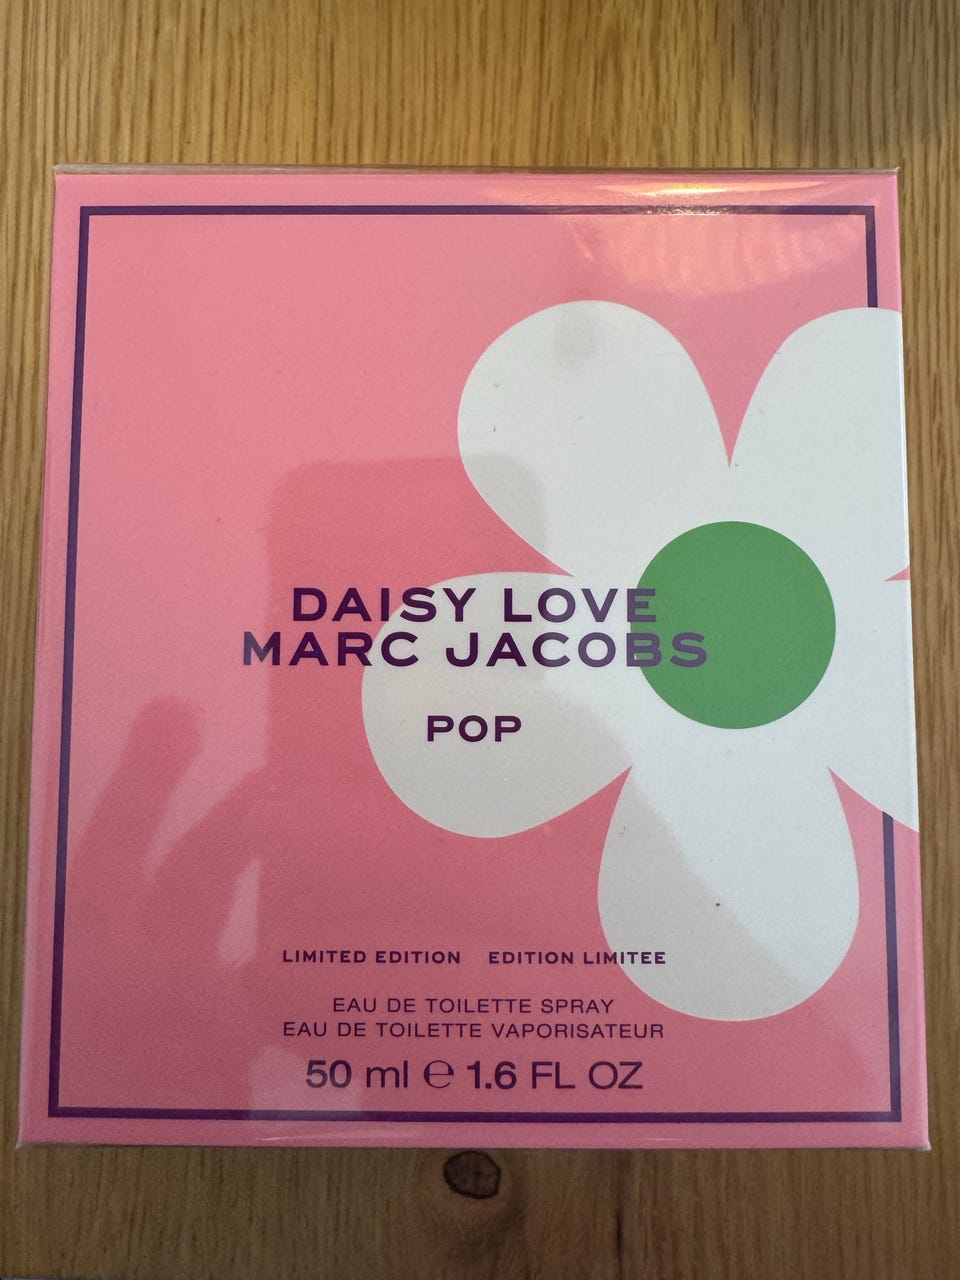 DAISY LOVE
MARC JACOBS
POP
LIMITED EDITION EDITION LIMITEE
EAU DE TOILETTE SPRAY
EAU DE TOILETTE VAPORISATEUR
50 ml ℮ 1.6 FL OZ